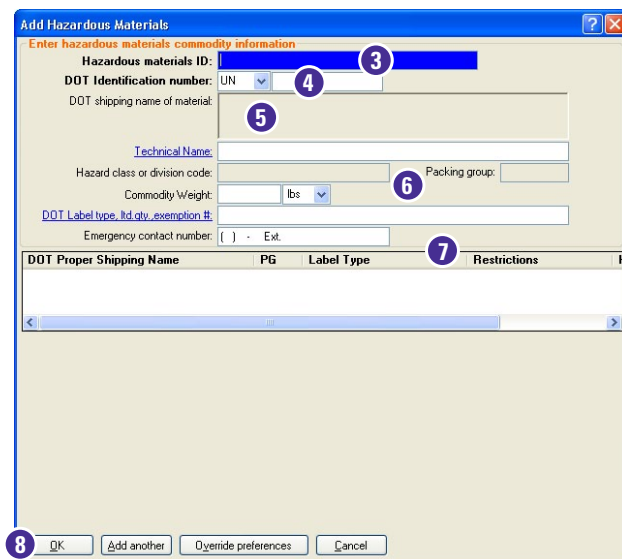 Add Hazardous Materials
Enter hazardous materials commodity information
Hazardous materials ID: 3
DOT Identification number: UN 4
DOT shipping name of material: 5
Technical Name:
Hazard class or division code: Packing group:
6
Commodity Weight: lbs
DOT Label type, ltd.qty.,exemption #:
Emergency contact number: ( ) - Ext.
7
DOT Proper Shipping Name PG Label Type Restrictions
8 OK Add another Override preferences Cancel